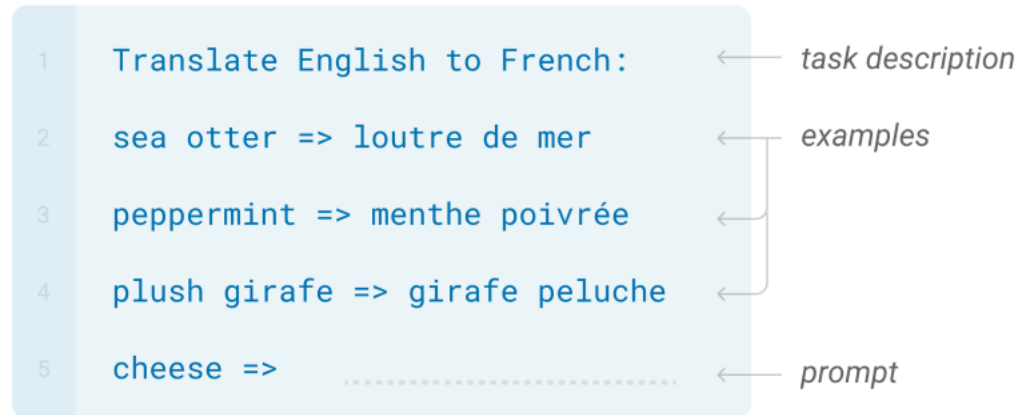 1 Translate English to French: task description
2 sea otter => loutre de mer examples
3 peppermint => menthe poivrée
4 plush girafe => girafe peluche
5 cheese => prompt